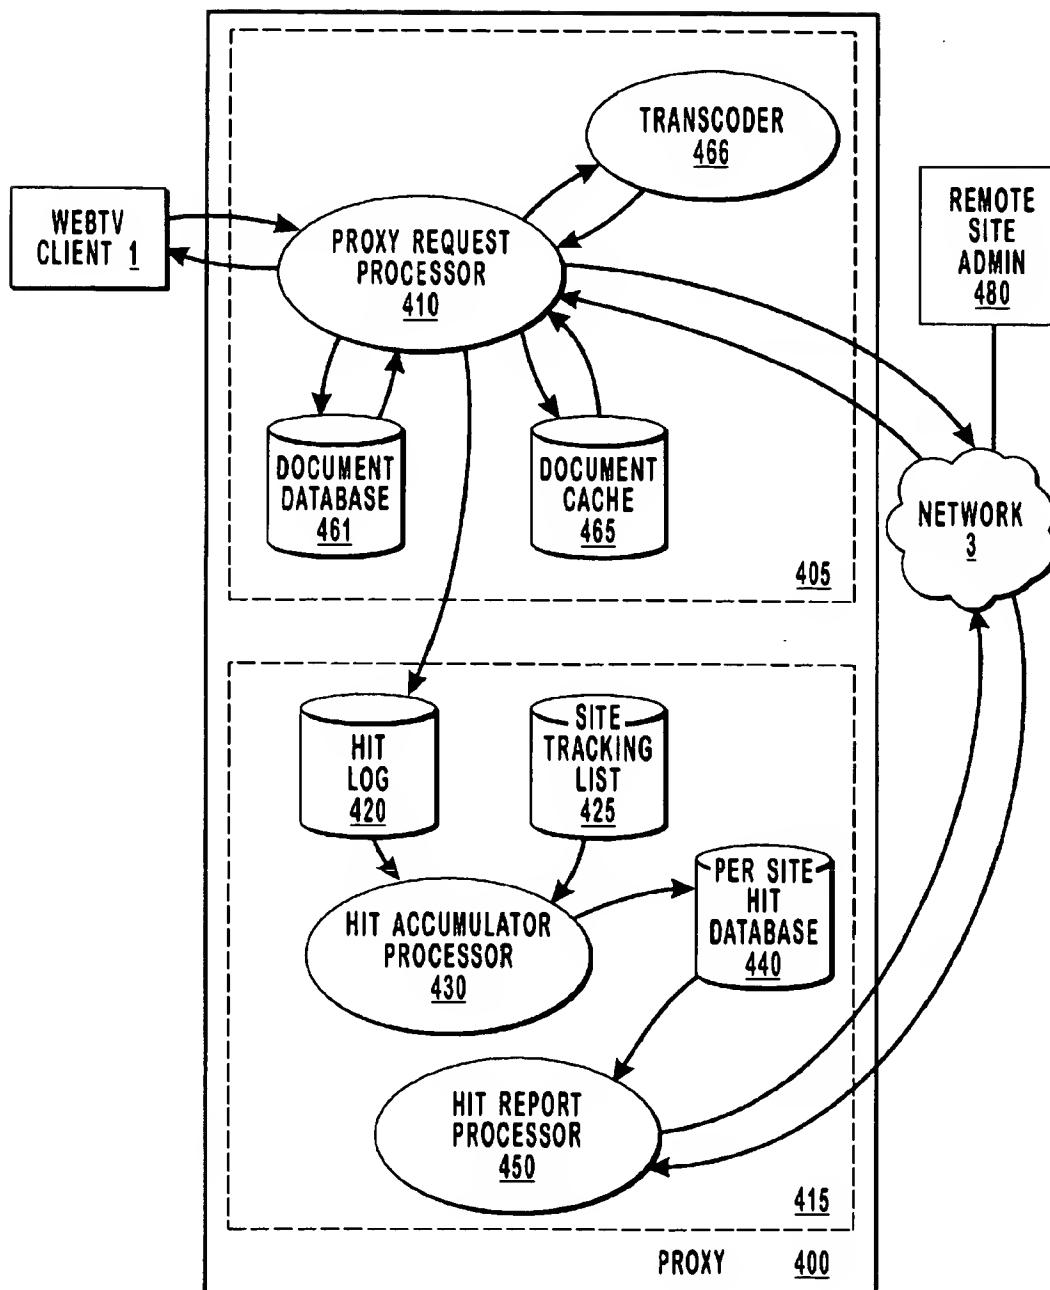 TRANSCODER
466
WEBTV
CLIENT 1
PROXY REQUEST
PROCESSOR
410
REMOTE
SITE
ADMIN
480
DOCUMENT
DATABASE
461
DOCUMENT
CACHE
465
NETWORK
3
405
HIT
LOG
420
SITE
TRACKING
LIST
425
PER SITE
HIT
DATABASE
440
HIT ACCUMULATOR
PROCESSOR
430
HIT REPORT
PROCESSOR
450
415
PROXY 400